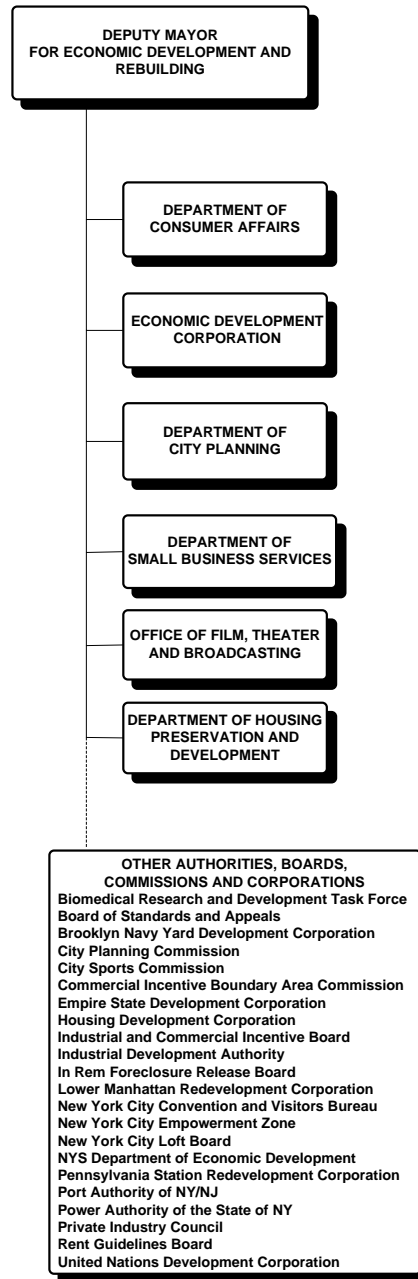 DEPUTY MAYOR
FOR ECONOMIC DEVELOPMENT AND
REBUILDING
DEPARTMENT OF
CONSUMER AFFAIRS
ECONOMIC DEVELOPMENT
CORPORATION
DEPARTMENT OF
CITY PLANNING
DEPARTMENT OF
SMALL BUSINESS SERVICES
OFFICE OF FILM, THEATER
AND BROADCASTING
DEPARTMENT OF HOUSING
PRESERVATION AND
DEVELOPMENT
OTHER AUTHORITIES, BOARDS,
COMMISSIONS AND CORPORATIONS
Biomedical Research and Development Task Force
Board of Standards and Appeals
Brooklyn Navy Yard Development Corporation
City Planning Commission
City Sports Commission
Commercial Incentive Boundary Area Commission
Empire State Development Corporation
Housing Development Corporation
Industrial and Commercial Incentive Board
Industrial Development Authority
In Rem Foreclosure Release Board
Lower Manhattan Redevelopment Corporation
New York City Convention and Visitors Bureau
New York City Empowerment Zone
New York City Loft Board
NYS Department of Economic Development
Pennsylvania Station Redevelopment Corporation
Port Authority of NY/NJ
Power Authority of the State of NY
Private Industry Council
Rent Guidelines Board
United Nations Development Corporation